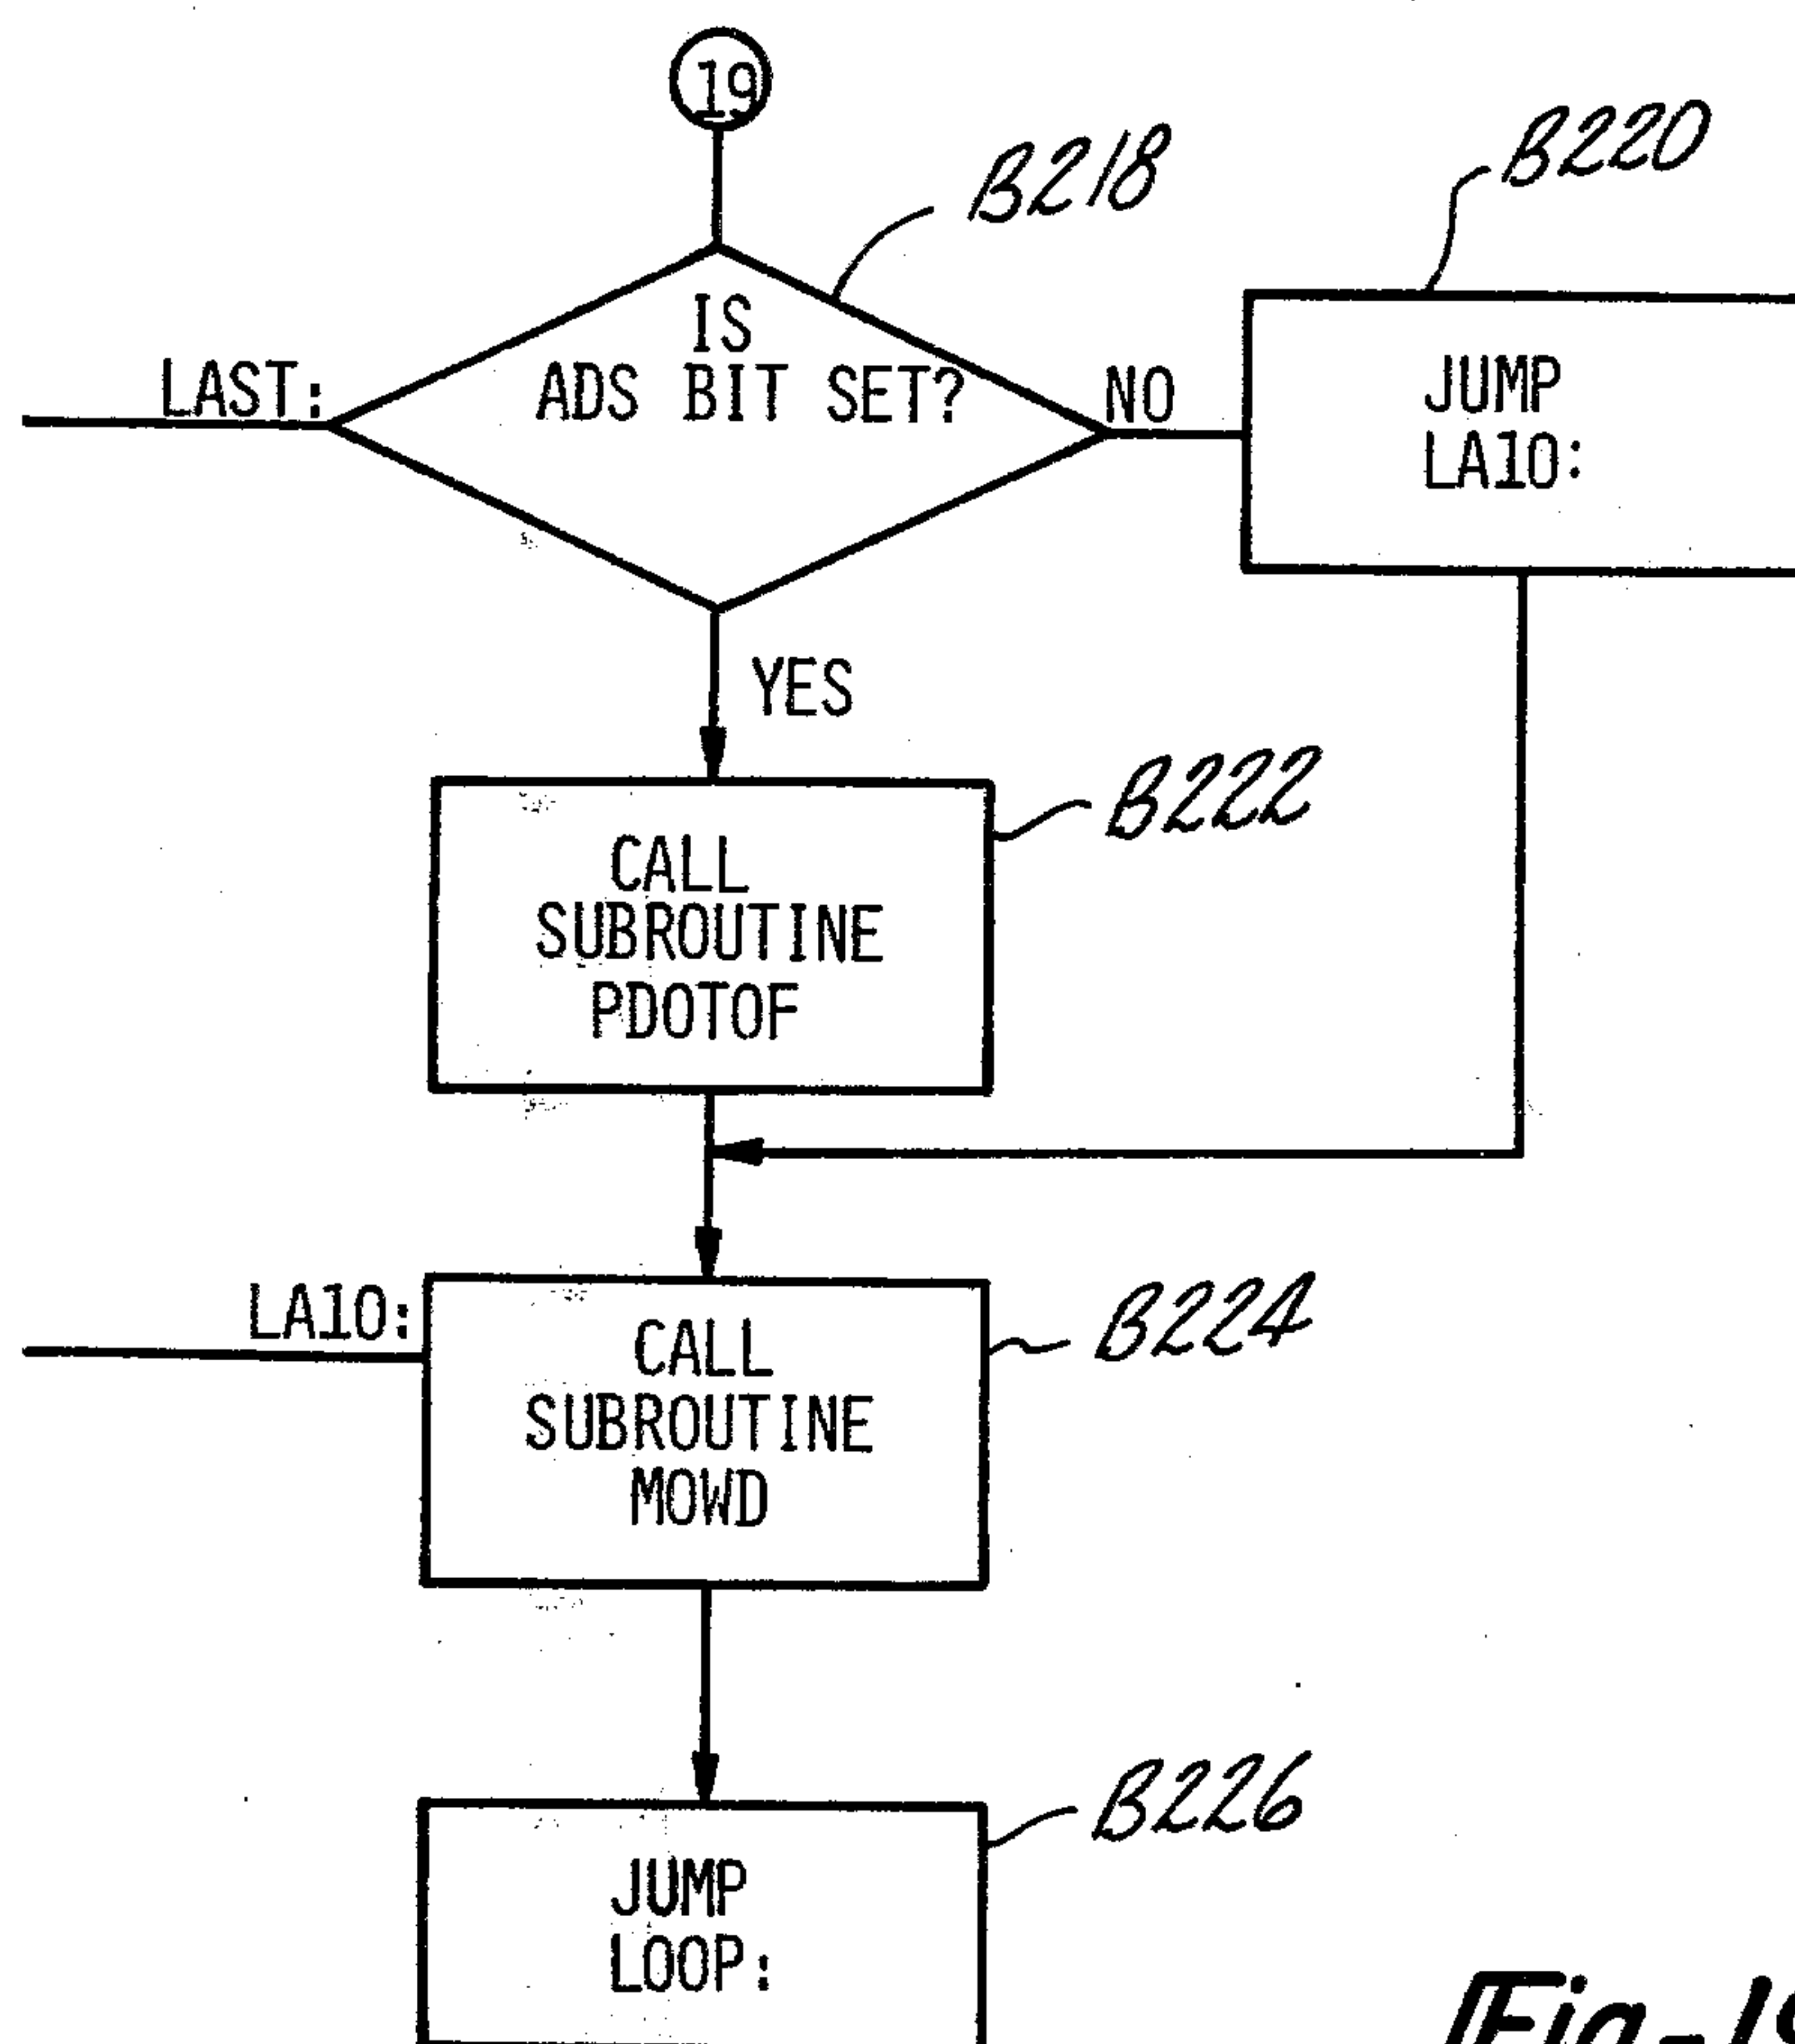 19
B218
B220
IS
ADS BIT SET?
LAST:
NO
JUMP
LA10:
YES
B222
CALL
SUBROUTINE
PDOTOF
LA10:
B224
CALL
SUBROUTINE
MOWD
B226
JUMP
LOOP: